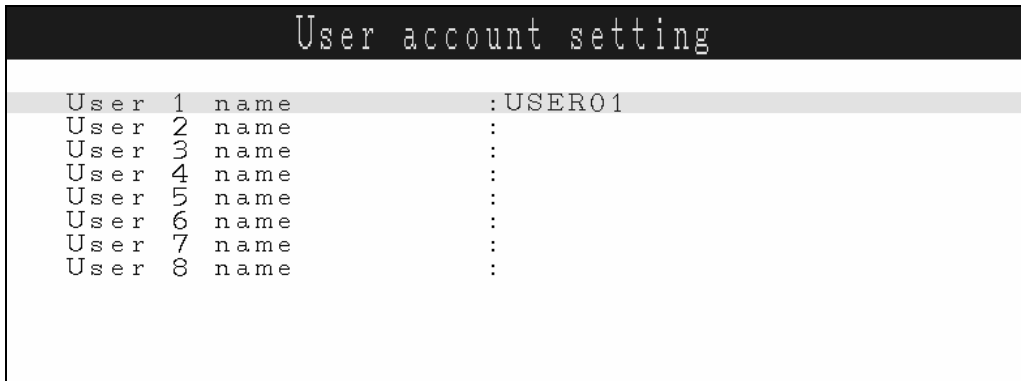 User account setting
User 1 name :USER01
User 2 name :
User 3 name :
User 4 name :
User 5 name :
User 6 name :
User 7 name :
User 8 name :